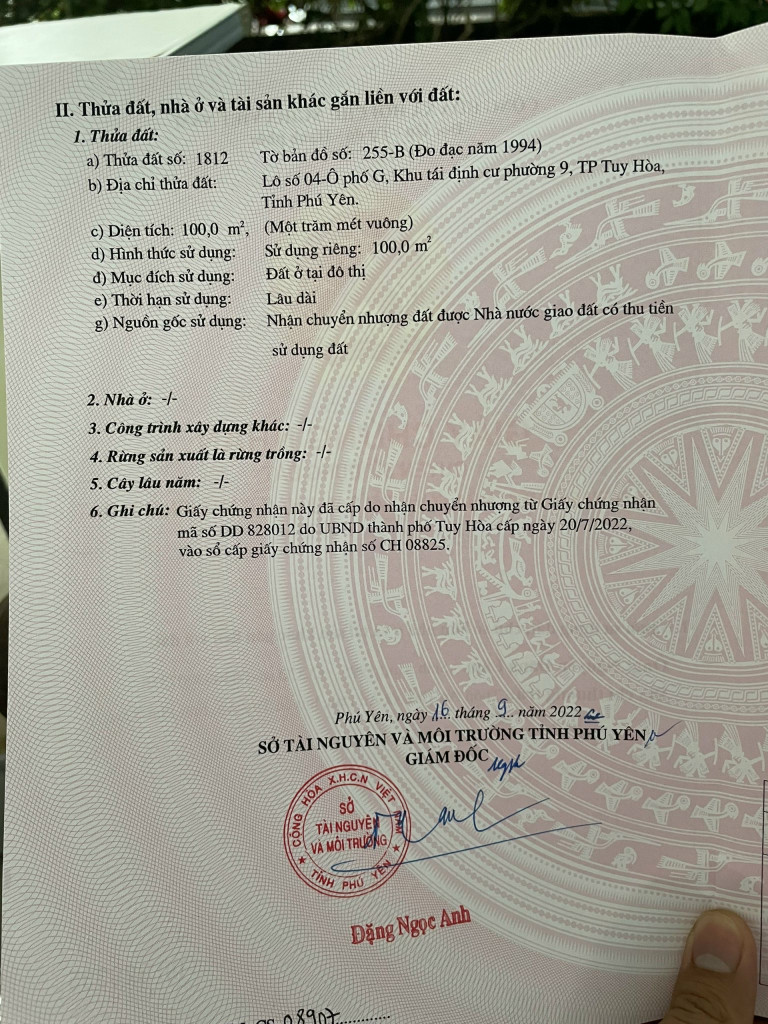 II. Thửa đất, nhà ở và tài sản khác gắn liền với đất:
1. Thửa đất:
a) Thửa đất số: 1812 Tờ bản đồ số: 255-B (Đo đạc năm 1994)
b) Địa chỉ thửa đất: Lô số 04-Ô phố G, Khu tái định cư phường 9, TP Tuy Hòa,
Tỉnh Phú Yên.
c) Diện tích: 100,0 m², (Một trăm mét vuông)
d) Hình thức sử dụng: Sử dụng riêng: 100,0 m²
đ) Mục đích sử dụng: Đất ở tại đô thị
e) Thời hạn sử dụng: Lâu dài
g) Nguồn gốc sử dụng: Nhận chuyển nhượng đất được Nhà nước giao đất có thu tiền
sử dụng đất
2. Nhà ở: -/-
3. Công trình xây dựng khác: -/-
4. Rừng sản xuất là rừng trồng: -/-
5. Cây lâu năm: -/-
6. Ghi chú: Giấy chứng nhận này đã cấp do nhận chuyển nhượng từ Giấy chứng nhận
mã số DD 828012 do UBND thành phố Tuy Hòa cấp ngày 20/7/2022,
vào sổ cấp giấy chứng nhận số CH 08825.
Phú Yên, ngày 16 tháng 9 năm 2022
SỞ TÀI NGUYÊN VÀ MÔI TRƯỜNG TỈNH PHÚ YÊN
GIÁM ĐỐC
CỘNG HÒA X.H.C.N VIỆT NAM
SỞ
TÀI NGUYÊN
VÀ MÔI TRƯỜNG
TỈNH PHÚ YÊN
Đặng Ngọc Anh
08907